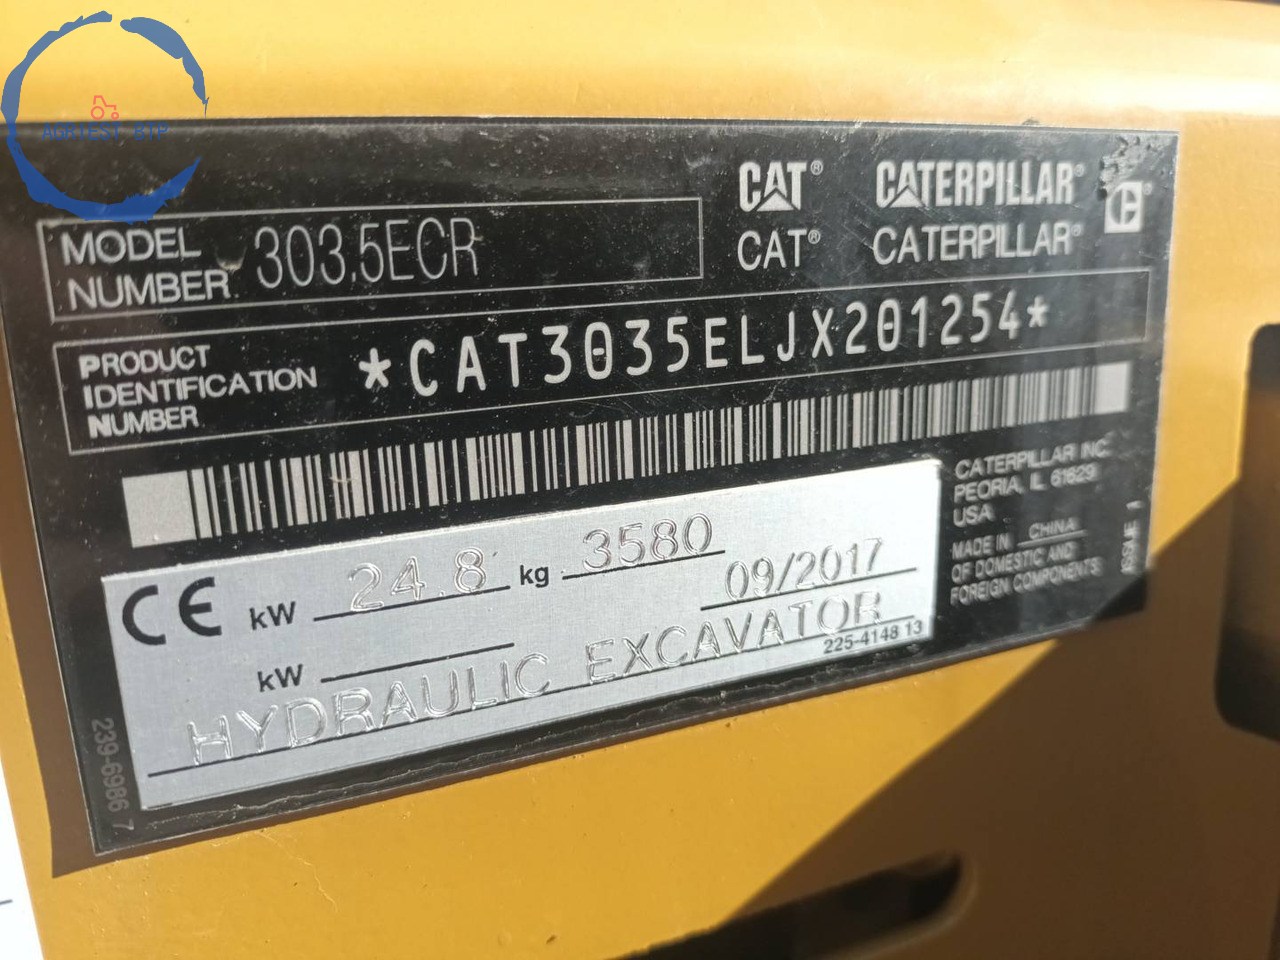 AGRITEST BTP
CAT® CATERPILLAR®
MODEL
NUMBER 303.5ECR
CAT® CATERPILLAR®
PRODUCT
IDENTIFICATION
NUMBER
*CAT3035ELJX201254*
CATERPILLAR INC.
PEORIA, IL 61629
USA
MADE IN CHINA
OF DOMESTIC AND
FOREIGN COMPONENTS
ISSUE 1
CE kW 24.8 kg 3580
09/2017
kW
HYDRAULIC EXCAVATOR
225-4148 13
239-6986 7